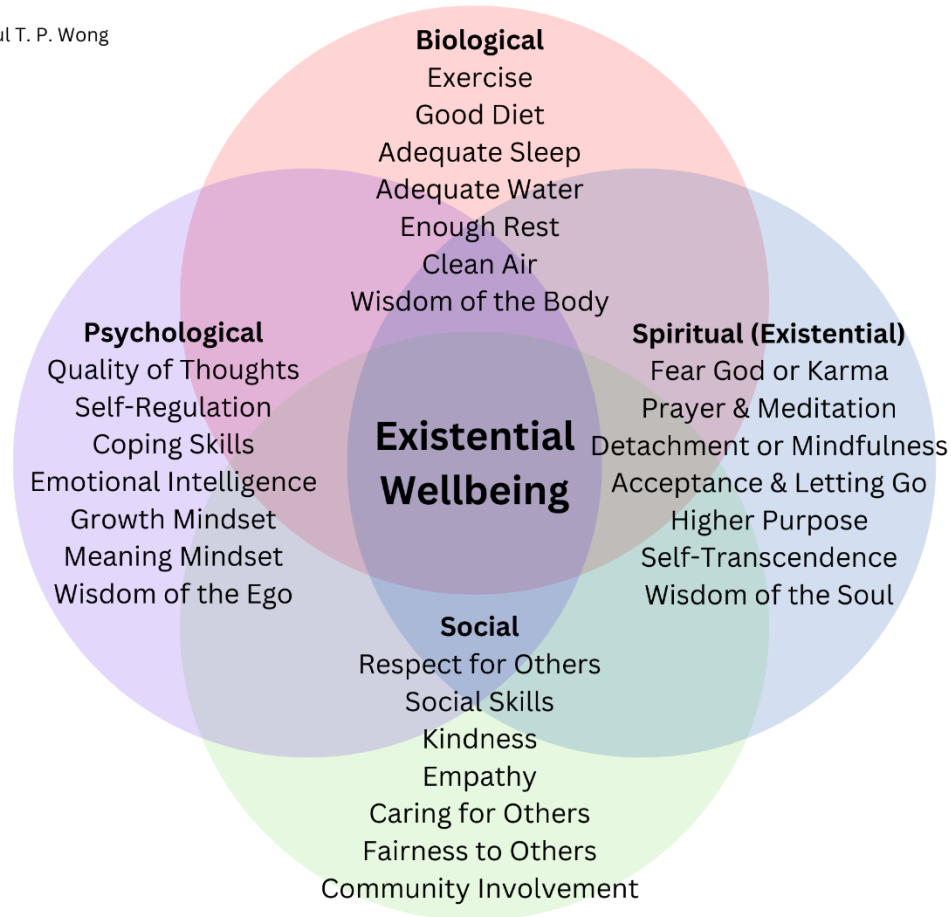 T. P. Wong
Biological
Exercise
Good Diet
Adequate Sleep
Adequate Water
Enough Rest
Clean Air
Wisdom of the Body
Psychological
Quality of Thoughts
Self-Regulation
Coping Skills
Emotional Intelligence
Growth Mindset
Meaning Mindset
Wisdom of the Ego
Spiritual (Existential)
Fear God or Karma
Prayer & Meditation
Detachment or Mindfulness
Acceptance & Letting Go
Higher Purpose
Self-Transcendence
Wisdom of the Soul
Existential
Wellbeing
Social
Respect for Others
Social Skills
Kindness
Empathy
Caring for Others
Fairness to Others
Community Involvement